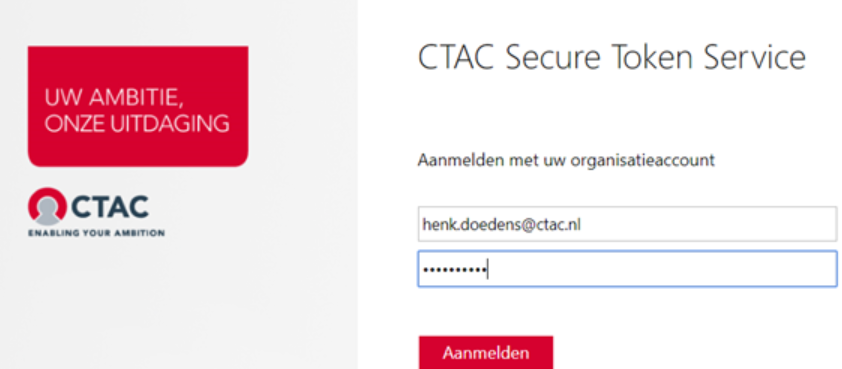 UW AMBITIE,
ONZE UITDAGING
CTAC
ENABLING YOUR AMBITION
CTAC Secure Token Service
Aanmelden met uw organisatieaccount
henk.doedens@ctac.nl
••••••••••
Aanmelden